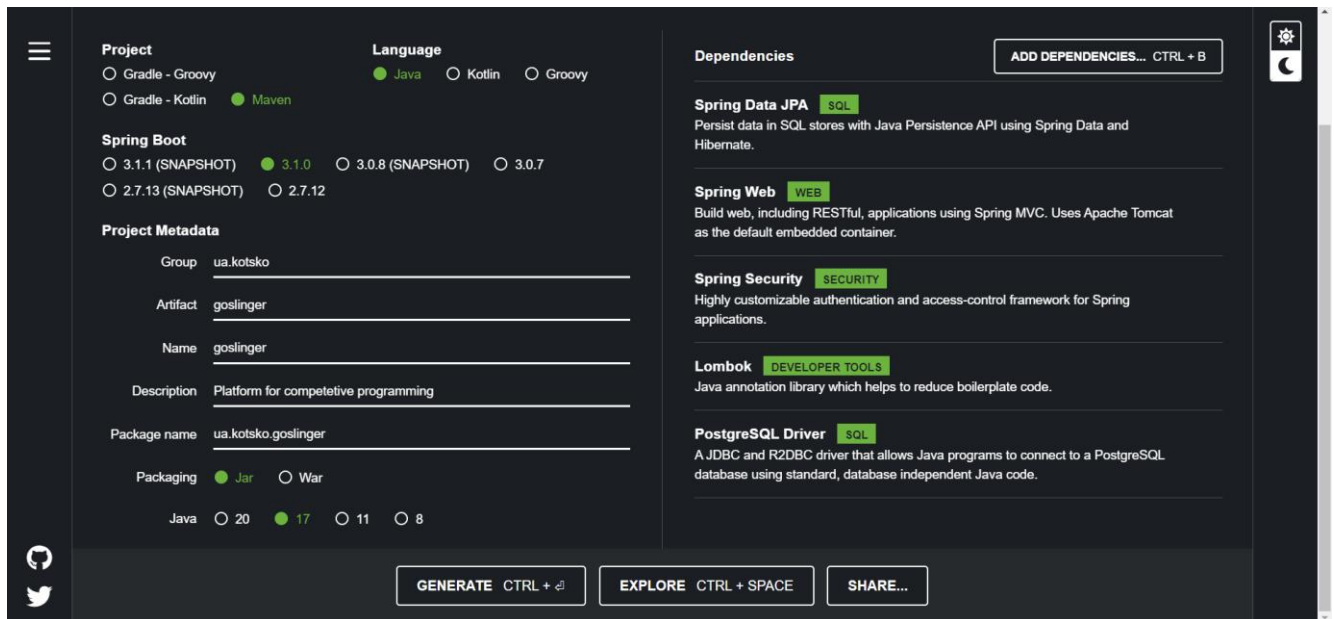 Project
Gradle - Groovy
Gradle - Kotlin Maven
Language
Java Kotlin Groovy
Spring Boot
3.1.1 (SNAPSHOT) 3.1.0 3.0.8 (SNAPSHOT) 3.0.7
2.7.13 (SNAPSHOT) 2.7.12
Project Metadata
Group ua.kotsko
Artifact goslinger
Name goslinger
Description Platform for competetive programming
Package name ua.kotsko.goslinger
Packaging Jar War
Java 20 17 11 8
Dependencies ADD DEPENDENCIES... CTRL + B
Spring Data JPA SQL
Persist data in SQL stores with Java Persistence API using Spring Data and
Hibernate.
Spring Web WEB
Build web, including RESTful, applications using Spring MVC. Uses Apache Tomcat
as the default embedded container.
Spring Security SECURITY
Highly customizable authentication and access-control framework for Spring
applications.
Lombok DEVELOPER TOOLS
Java annotation library which helps to reduce boilerplate code.
PostgreSQL Driver SQL
A JDBC and R2DBC driver that allows Java programs to connect to a PostgreSQL
database using standard, database independent Java code.
GENERATE CTRL + ⏎ EXPLORE CTRL + SPACE SHARE...